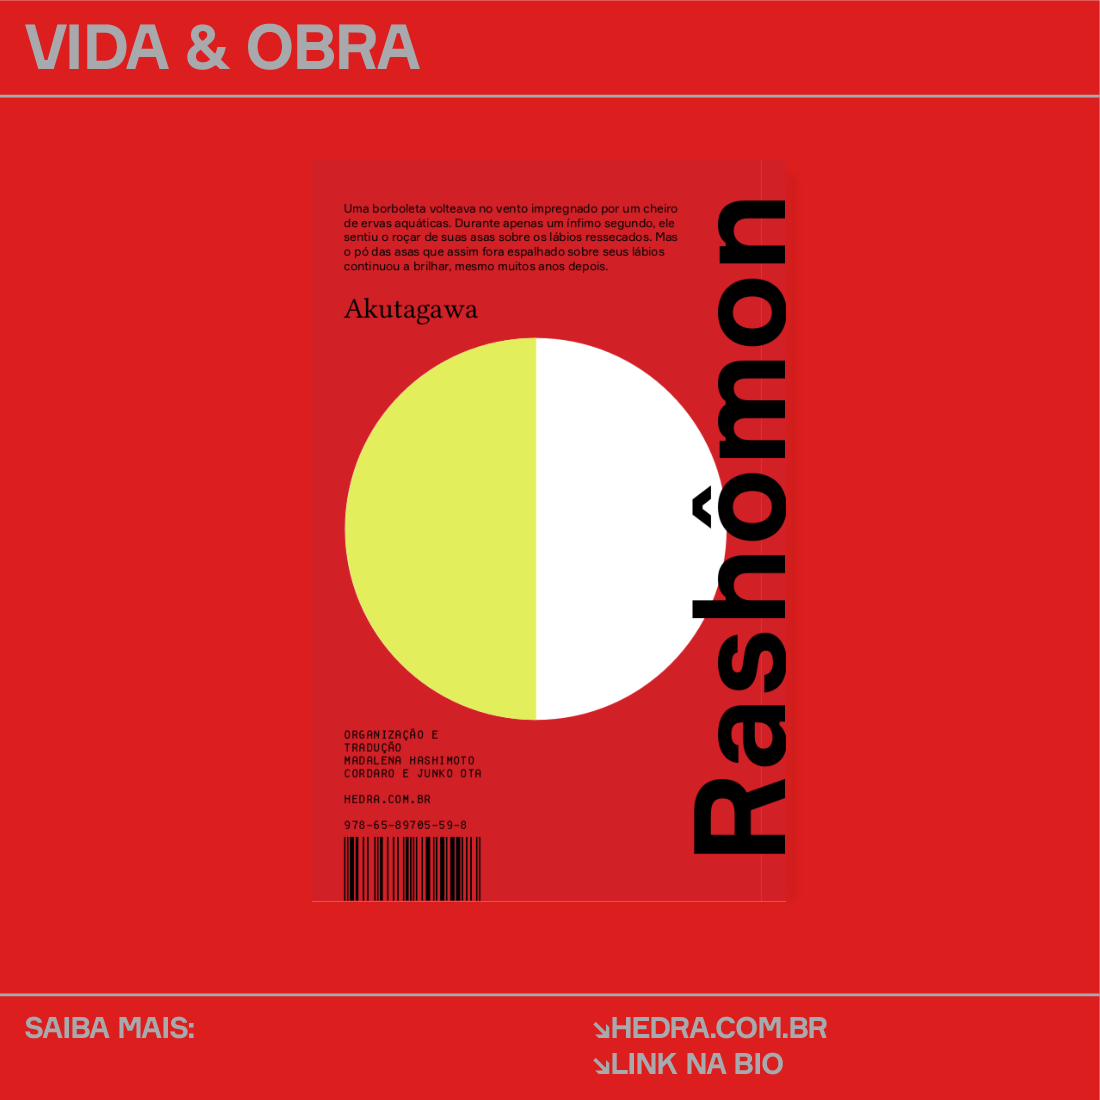 VIDA & OBRA
Uma borboleta volteava no vento impregnado por um cheiro
de ervas aquáticas. Durante apenas um ínfimo segundo, ele
sentiu o roçar de suas asas sobre os lábios ressecados. Mas
o pó das asas que assim fora espalhado sobre seus lábios
continuou a brilhar, mesmo muitos anos depois.
Akutagawa
Rashômon
ORGANIZAÇÃO E
TRADUÇÃO
MADALENA HASHIMOTO
CORDARO E JUNKO OTA
HEDRA.COM.BR
978-65-89705-59-8
SAIBA MAIS:
↘HEDRA.COM.BR
↘LINK NA BIO